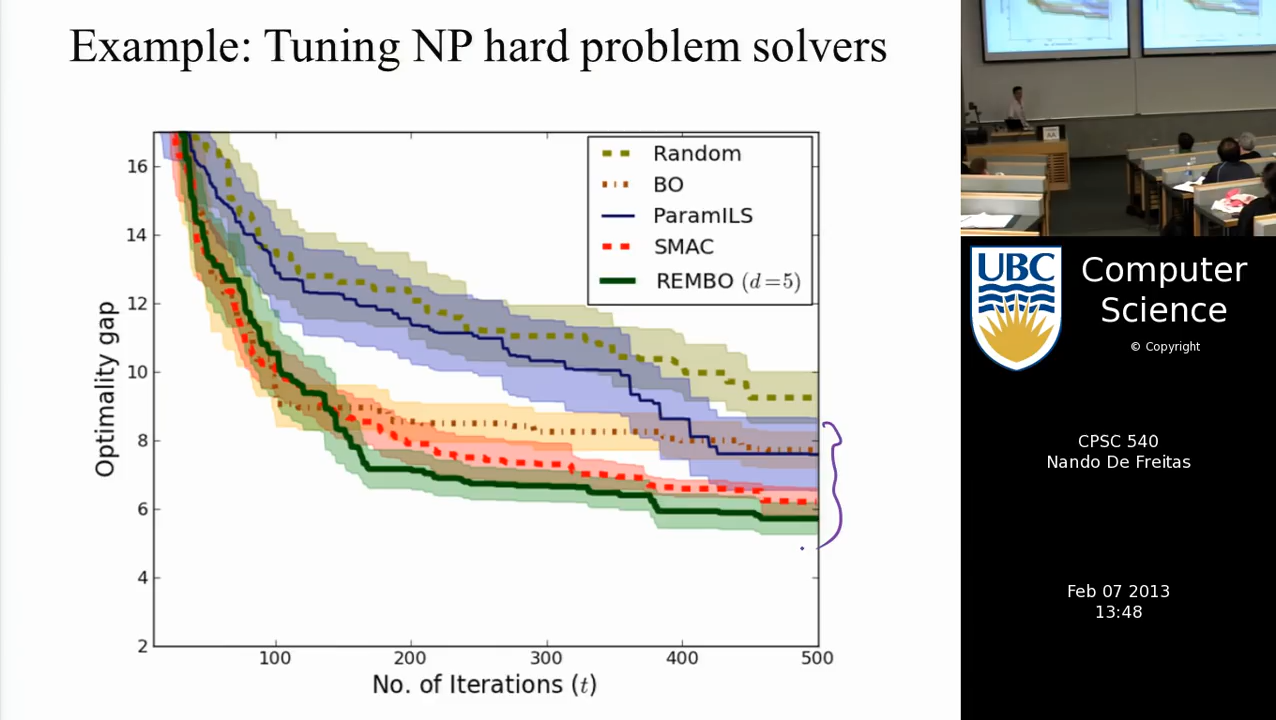 Example: Tuning NP hard problem solvers
16
14
12
10
8
6
4
2
100
200
300
400
500
Optimality gap
No. of Iterations (t)
Random
BO
ParamILS
SMAC
REMBO (d=5)
UBC
Computer
Science
© Copyright
CPSC 540
Nando De Freitas
Feb 07 2013
13:48